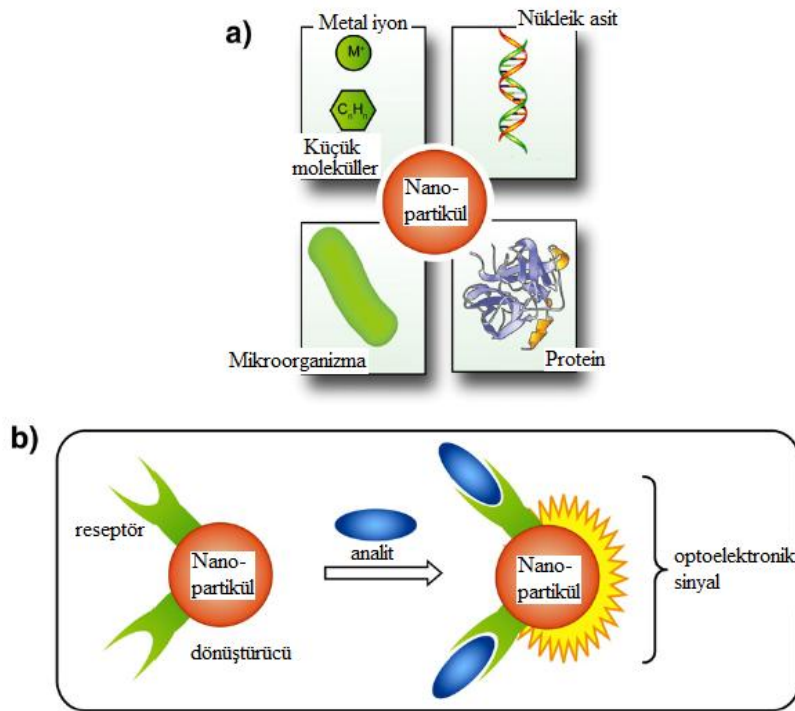 a)
Metal iyon
M⁺
CₙHₙ
Küçük
moleküller
Nükleik asit
Nano-
partikül
Mikroorganizma
Protein
b)
reseptör
Nano-
partikül
dönüştürücü
analit
Nano-
partikül
optoelektronik
sinyal